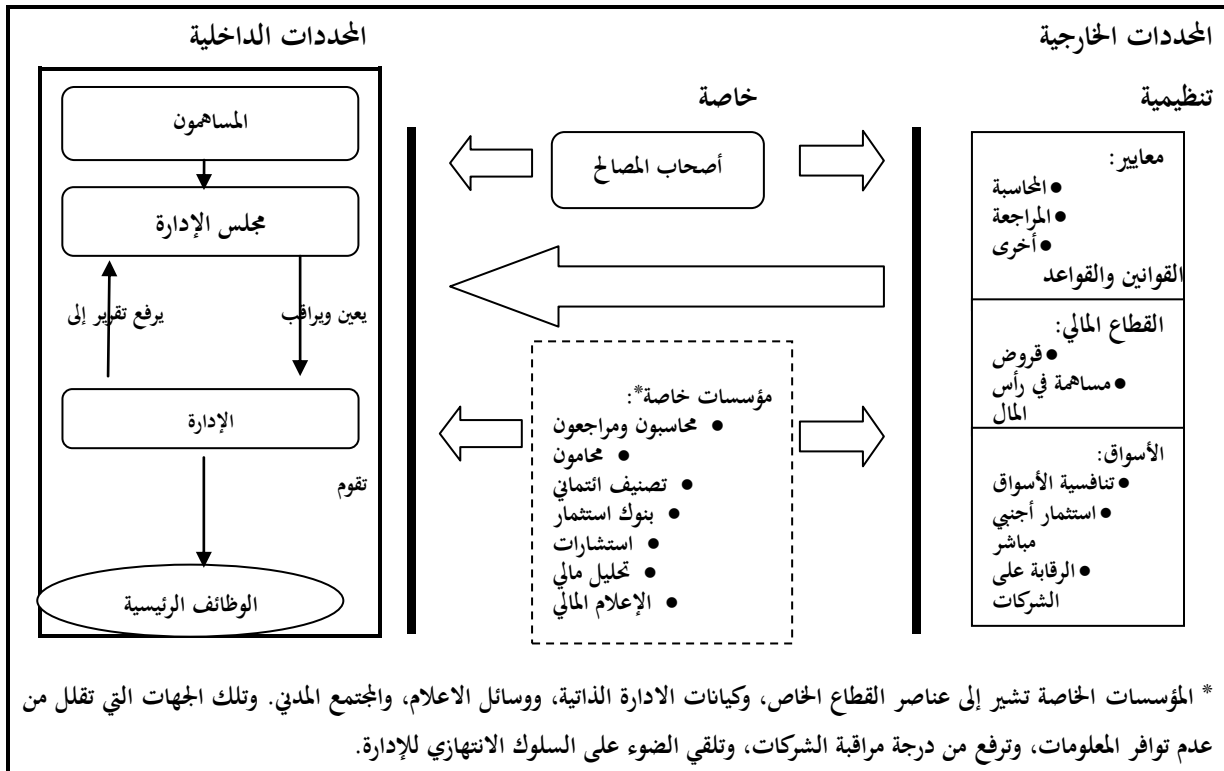 المحددات الخارجية
المحددات الداخلية
تنظيمية
خاصة
معايير:
● المحاسبة
● المراجعة
● أخرى
القوانين والقواعد
القطاع المالي:
● قروض
● مساهمة في رأس
المال
الأسواق:
● تنافسية الأسواق
● استثمار أجنبي
مباشر
● الرقابة على
الشركات
أصحاب المصالح
مؤسسات خاصة*:
● محاسبون ومراجعون
● محامون
● تصنيف ائتماني
● بنوك استثمار
● استشارات
● تحليل مالي
● الإعلام المالي
المساهمون
مجلس الإدارة
يعين ويراقب
يرفع تقرير إلى
الإدارة
تقوم
الوظائف الرئيسية
* المؤسسات الخاصة تشير إلى عناصر القطاع الخاص، وكيانات الادارة الذاتية، ووسائل الاعلام، والمجتمع المدني. وتلك الجهات التي تقلل من
عدم توافر المعلومات، وترفع من درجة مراقبة الشركات، وتلقي الضوء على السلوك الانتهازي للإدارة.